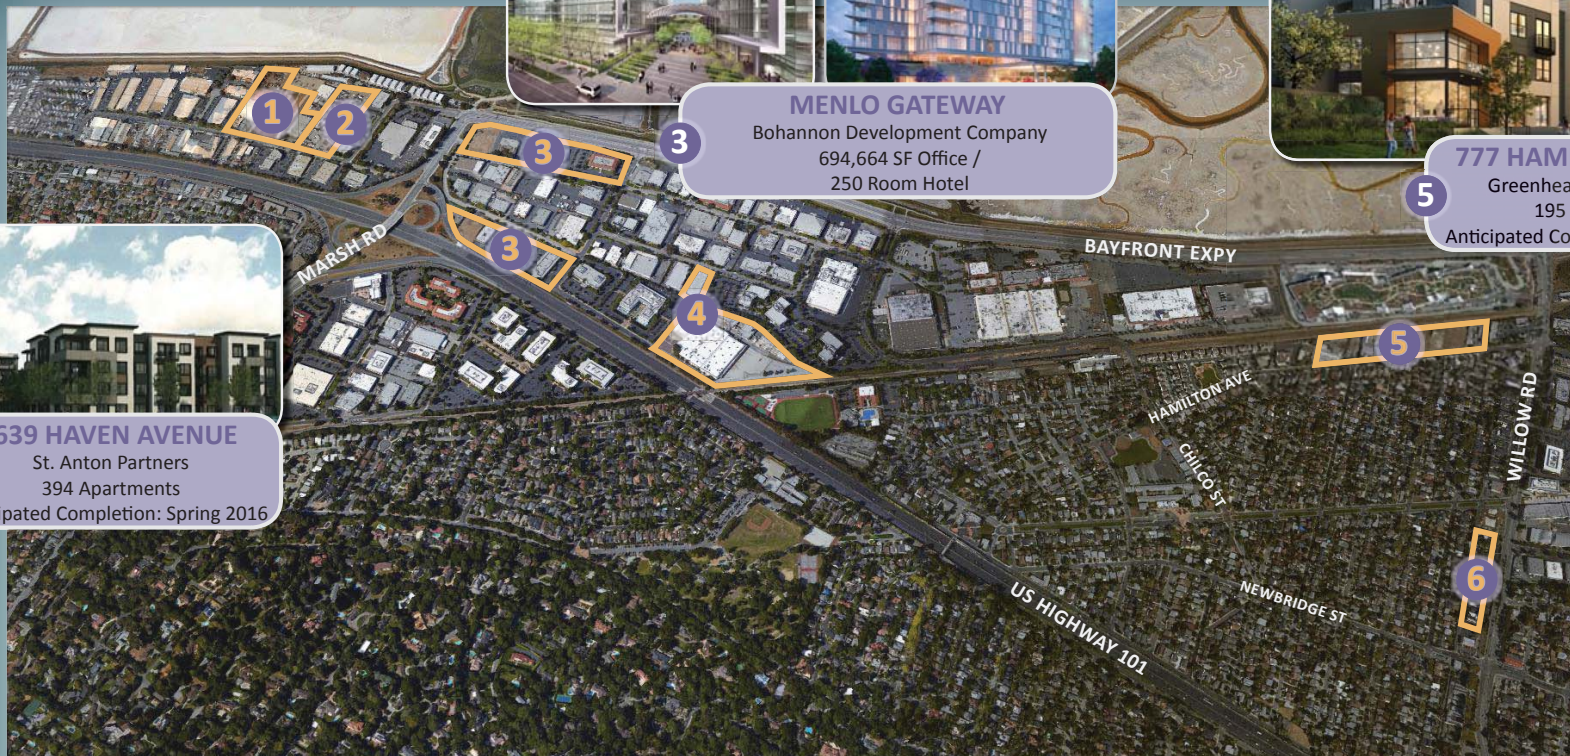 1
2
3
3
4
5
6
MARSH RD
BAYFRONT EXPY
HAMILTON AVE
CHILCO ST
WILLOW RD
NEWBRIDGE ST
US HIGHWAY 101
3
MENLO GATEWAY
Bohannon Development Company
694,664 SF Office /
250 Room Hotel
5
777 HAM
Greenhea
195
Anticipated Co
639 HAVEN AVENUE
St. Anton Partners
394 Apartments
ipated Completion: Spring 2016